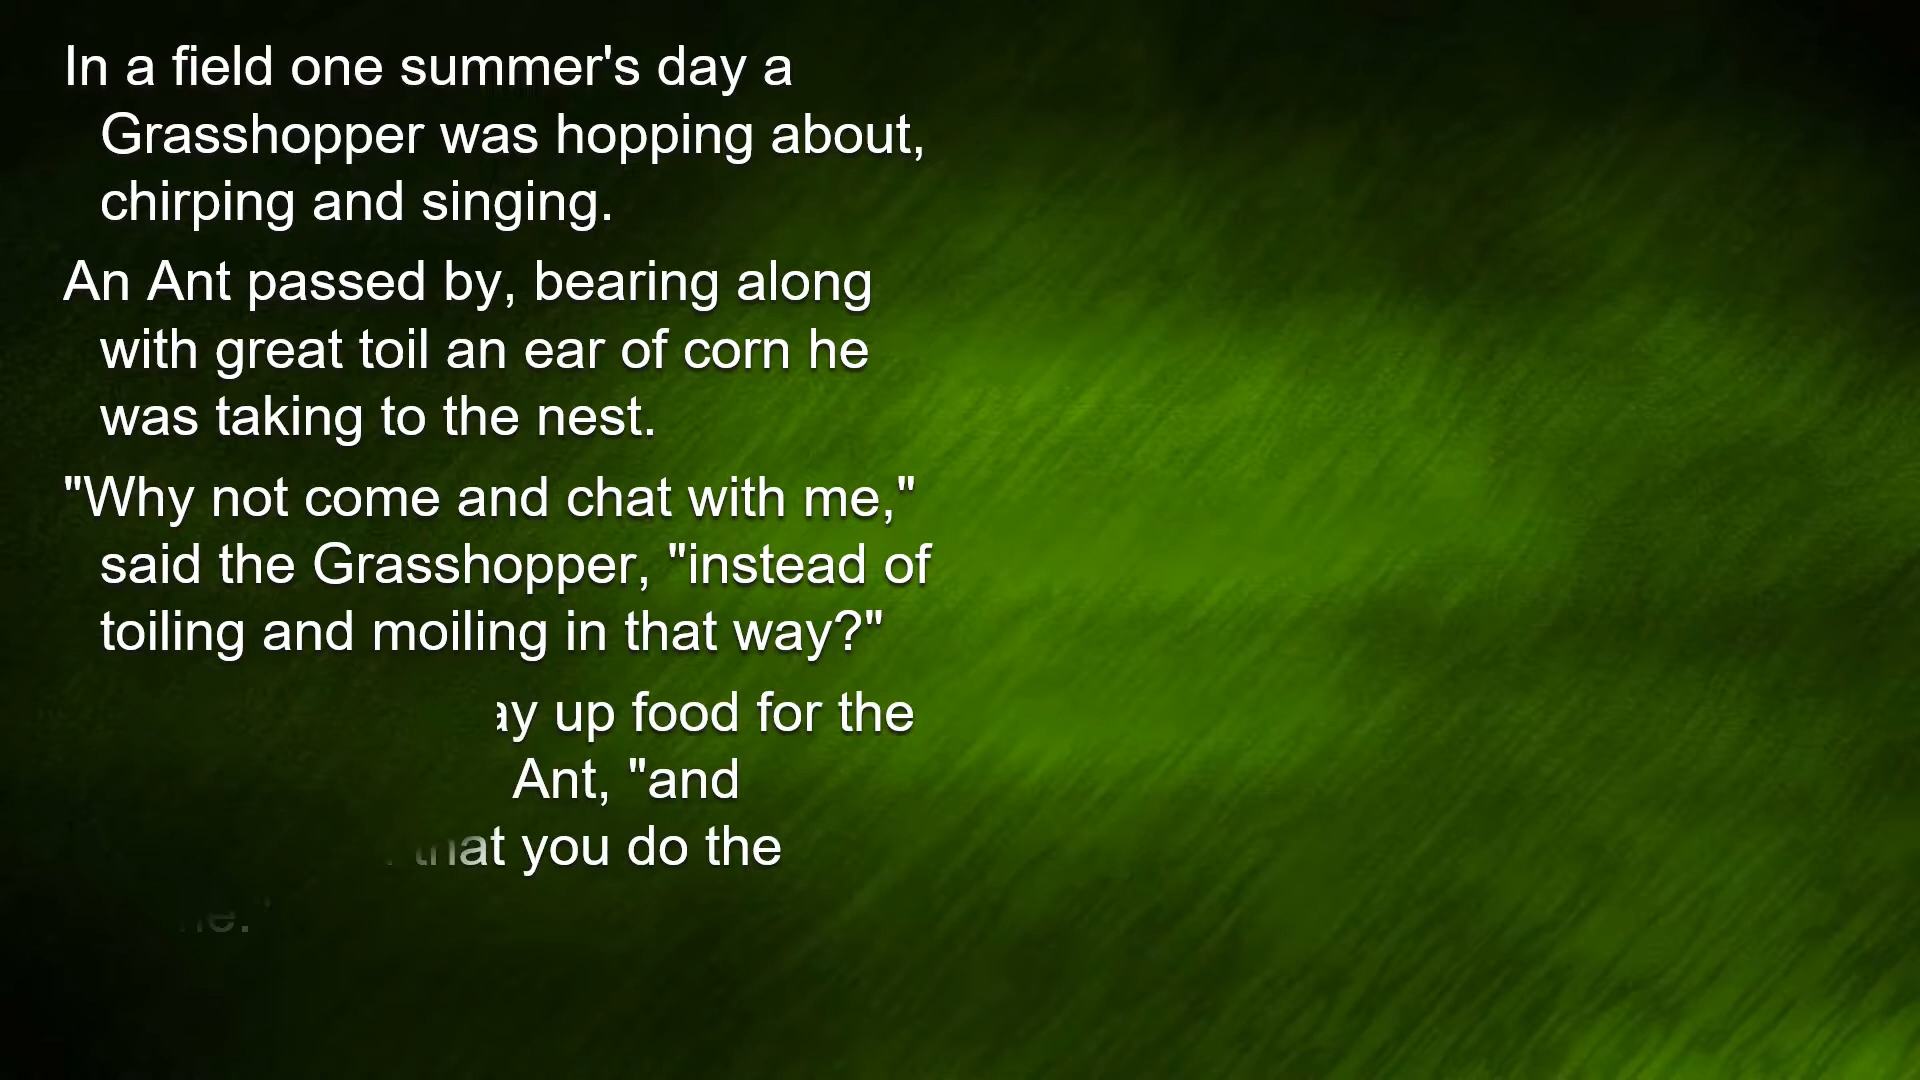 In a field one summer's day a
Grasshopper was hopping about,
chirping and singing.
An Ant passed by, bearing along
with great toil an ear of corn he
was taking to the nest.
"Why not come and chat with me,"
said the Grasshopper, "instead of
toiling and moiling in that way?"
up food for the
Ant, "and
that you do the